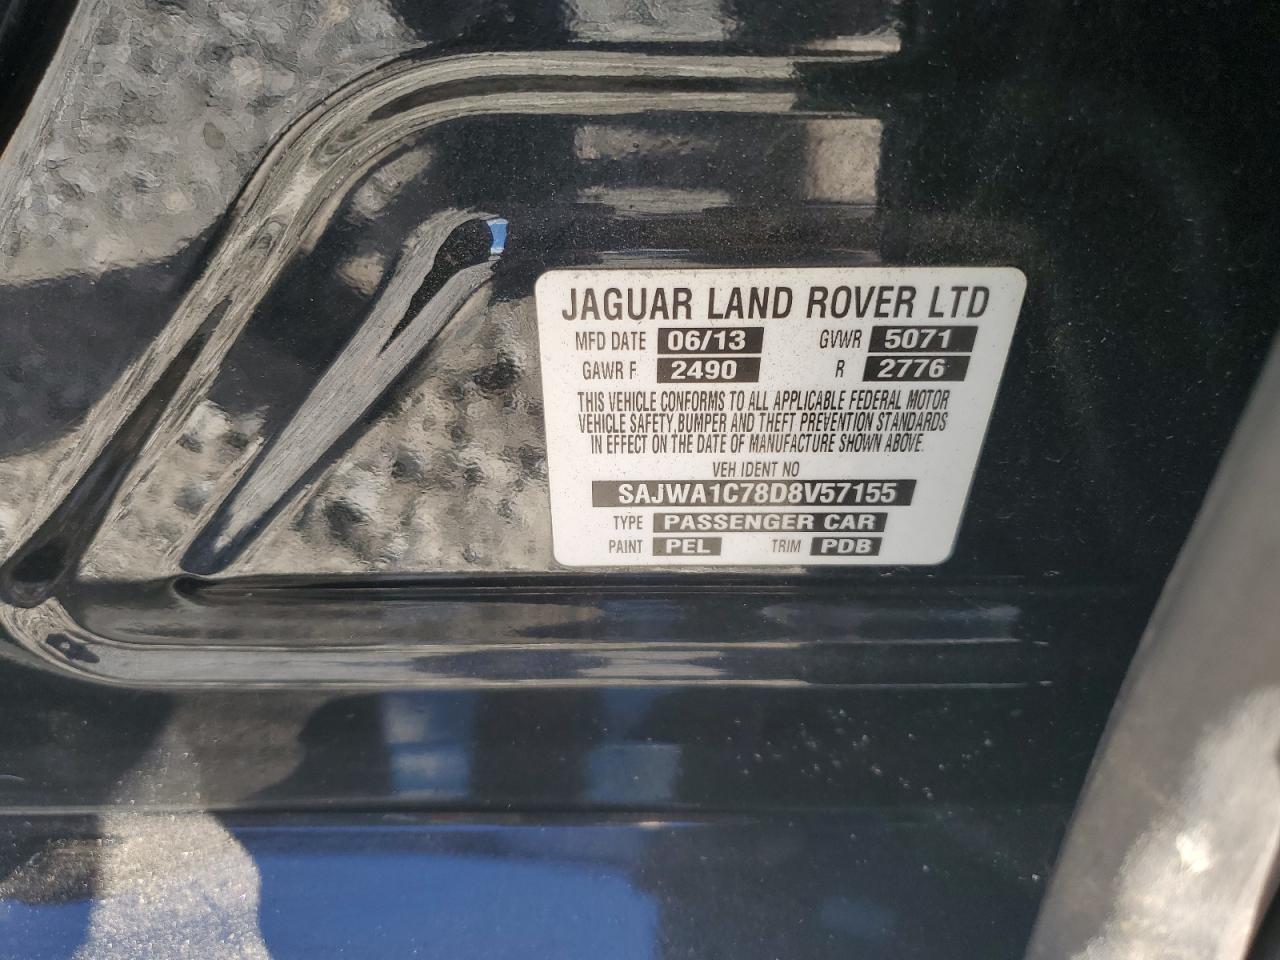 JAGUAR LAND ROVER LTD
MFD DATE 06/13 GVWR 5071
GAWR F 2490 R 2776
THIS VEHICLE CONFORMS TO ALL APPLICABLE FEDERAL MOTOR
VEHICLE SAFETY, BUMPER AND THEFT PREVENTION STANDARDS
IN EFFECT ON THE DATE OF MANUFACTURE SHOWN ABOVE.
VEH IDENT NO
SAJWA1C78D8V57155
TYPE PASSENGER CAR
PAINT PEL TRIM PDB